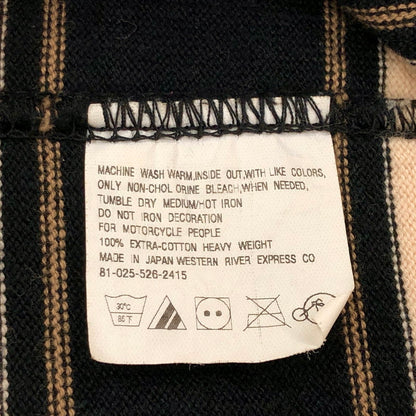 MACHINE WASH WARM,INSIDE OUT,WITH LIKE COLORS,
ONLY NON-CHOL ORINE BLEACH,WHEN NEEDED,
TUMBLE DRY MEDIUM/HOT IRON
DO NOT IRON DECORATION
FOR MOTORCYCLE PEOPLE
100% EXTRA-COTTON HEAVY WEIGHT
MADE IN JAPAN WESTERN RIVER EXPRESS CO
81-025-526-2415
30°C
86°F